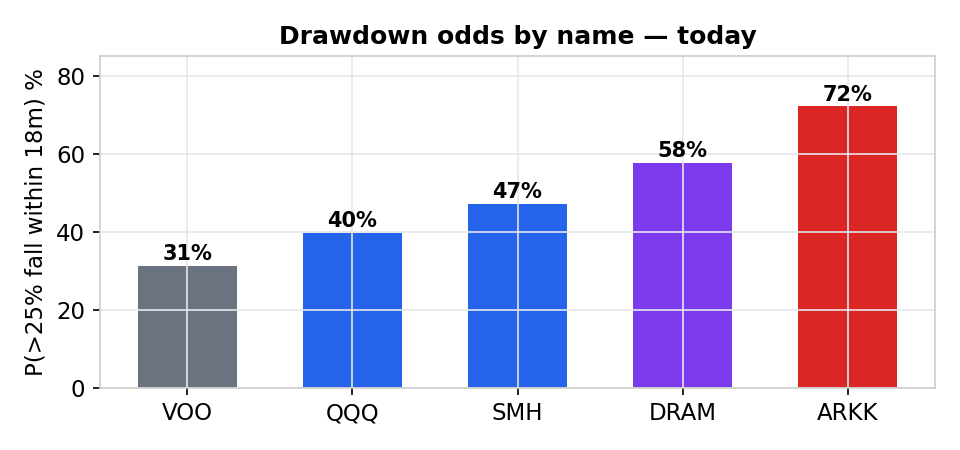 Drawdown odds by name — today
P(>25% fall within 18m) %
80
60
40
20
0
31%
40%
47%
58%
72%
VOO
QQQ
SMH
DRAM
ARKK